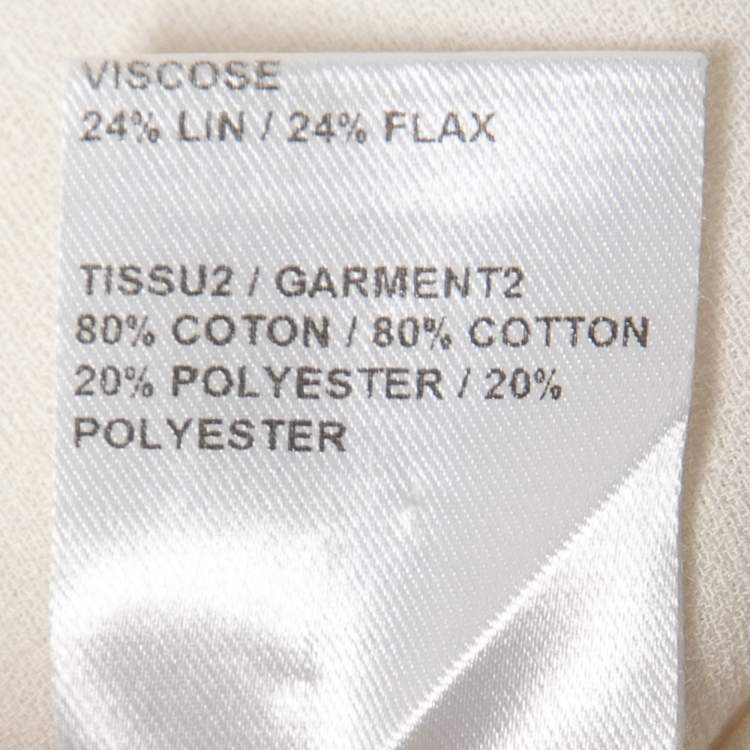 VISCOSE
24% LIN / 24% FLAX
TISSU2 / GARMENT2
80% COTON / 80% COTTON
20% POLYESTER / 20%
POLYESTER